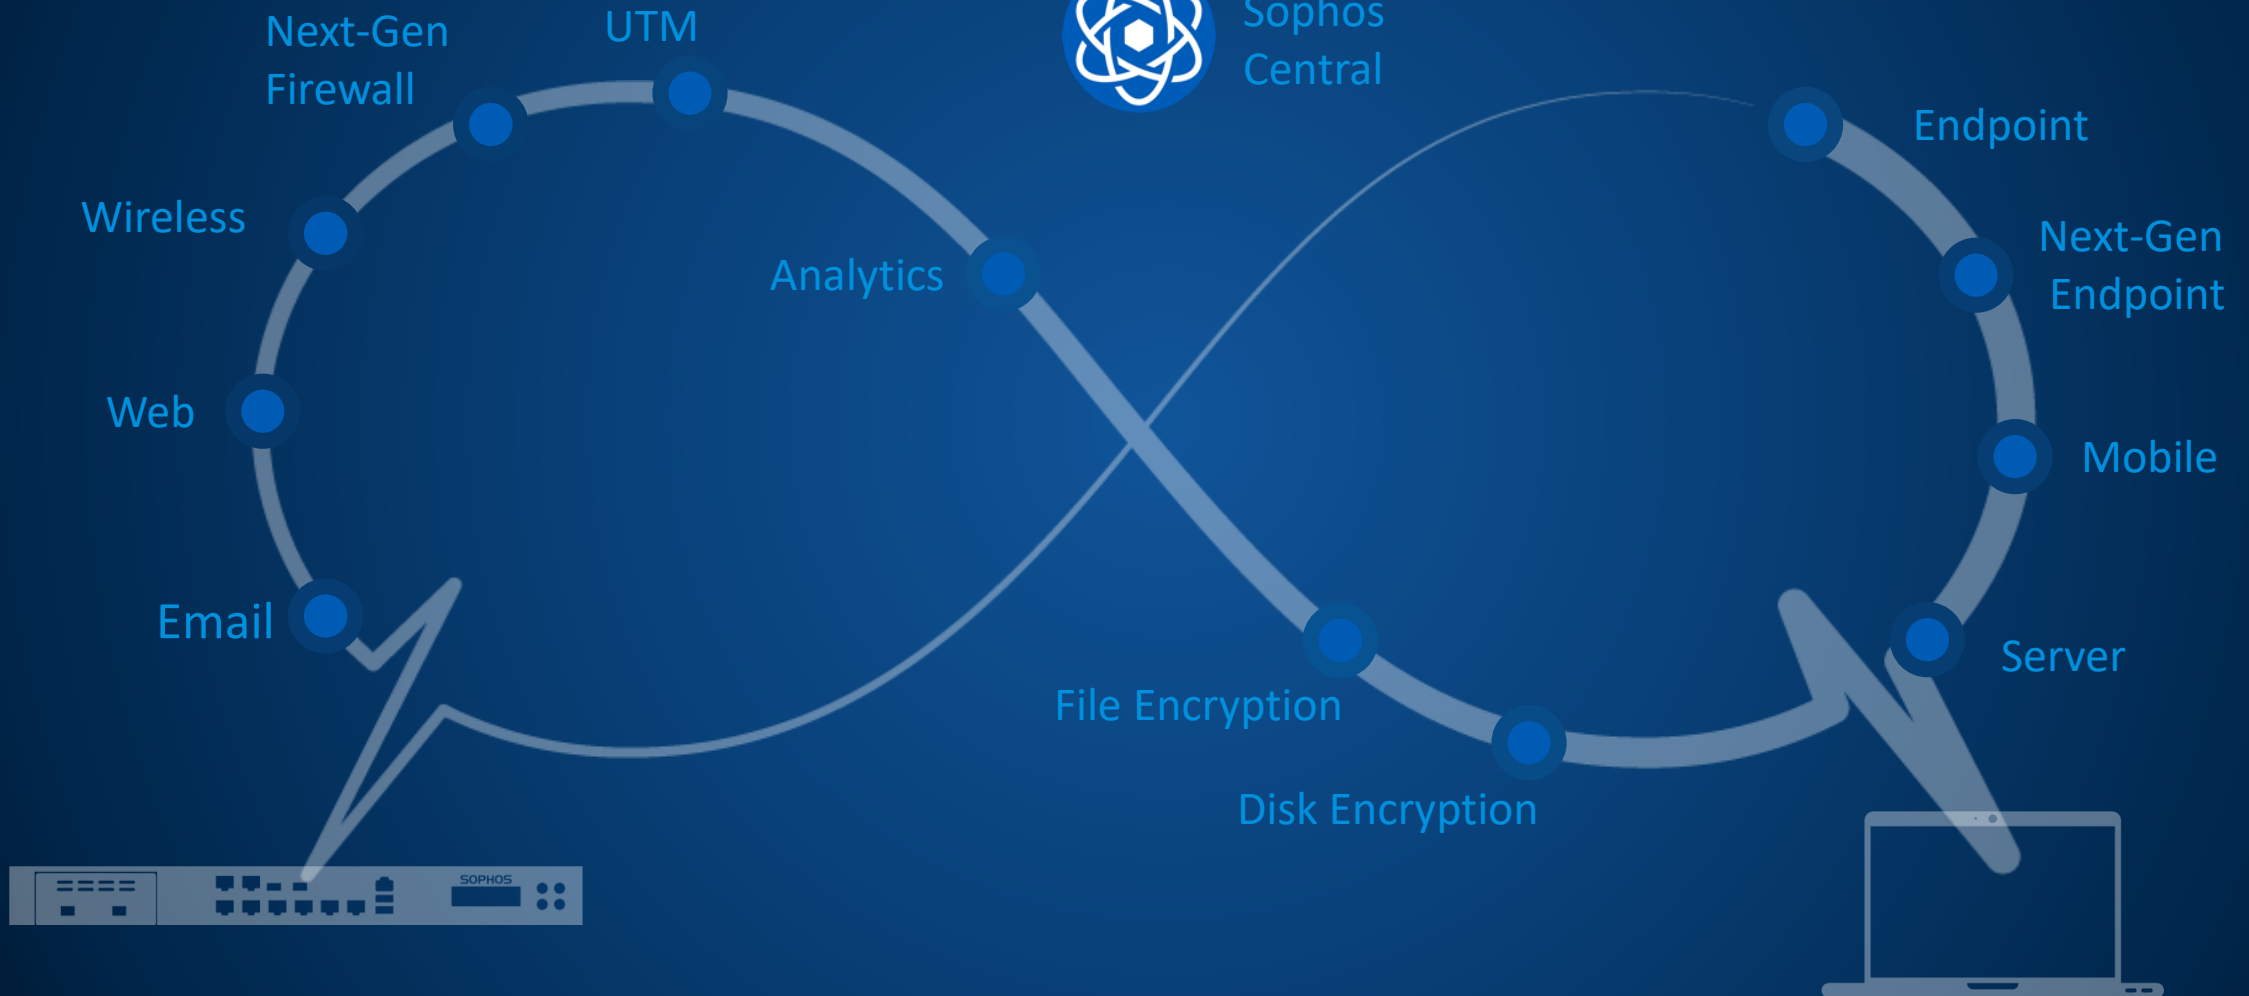 Next-Gen
Firewall
UTM
Sophos
Central
Endpoint
Wireless
Next-Gen
Endpoint
Analytics
Web
Mobile
Email
Server
File Encryption
Disk Encryption
SOPHOS